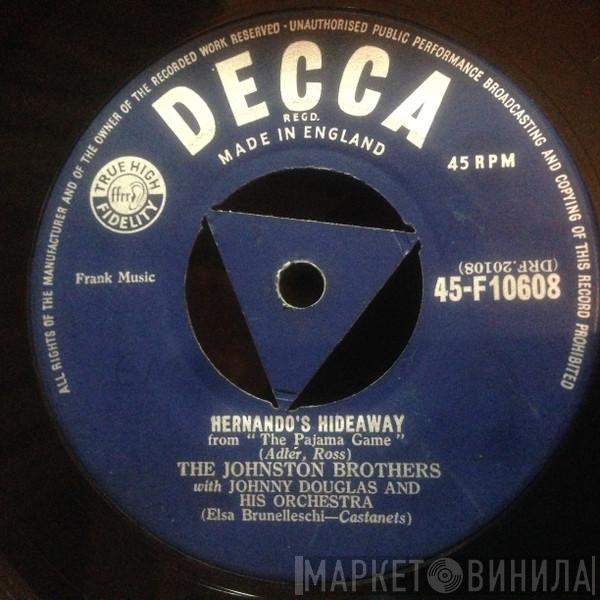 ALL RIGHTS OF THE MANUFACTURER AND OF THE OWNER OF THE RECORDED WORK RESERVED · UNAUTHORISED PUBLIC PERFORMANCE BROADCASTING AND COPYING OF THIS RECORD PROHIBITED
DECCA
REGD.
MADE IN ENGLAND
45 RPM
TRUE HIGH
ffrr
FIDELITY
Frank Music
(DRF.20108)
45-F10608
HERNANDO'S HIDEAWAY
from "The Pajama Game"
(Adler, Ross)
THE JOHNSTON BROTHERS
with JOHNNY DOUGLAS AND
HIS ORCHESTRA
(Elsa Brunelleschi—Castanets)
МАРКЕТ ВИНИЛА